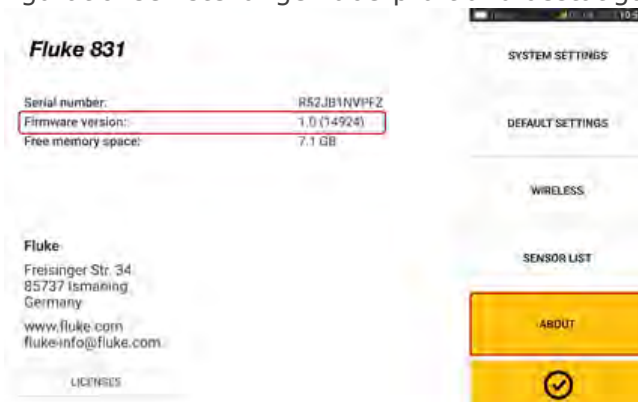 Fluke 831
Serial number: R52JB1NVPFZ
Firmware version: 1.0 (14924)
Free memory space: 7.1 GB
Fluke
Freisinger Str. 34
85737 Ismaning
Germany
www.fluke.com
fluke-info@fluke.com
LICENSES
SYSTEM SETTINGS
DEFAULT SETTINGS
WIRELESS
SENSOR LIST
ABOUT